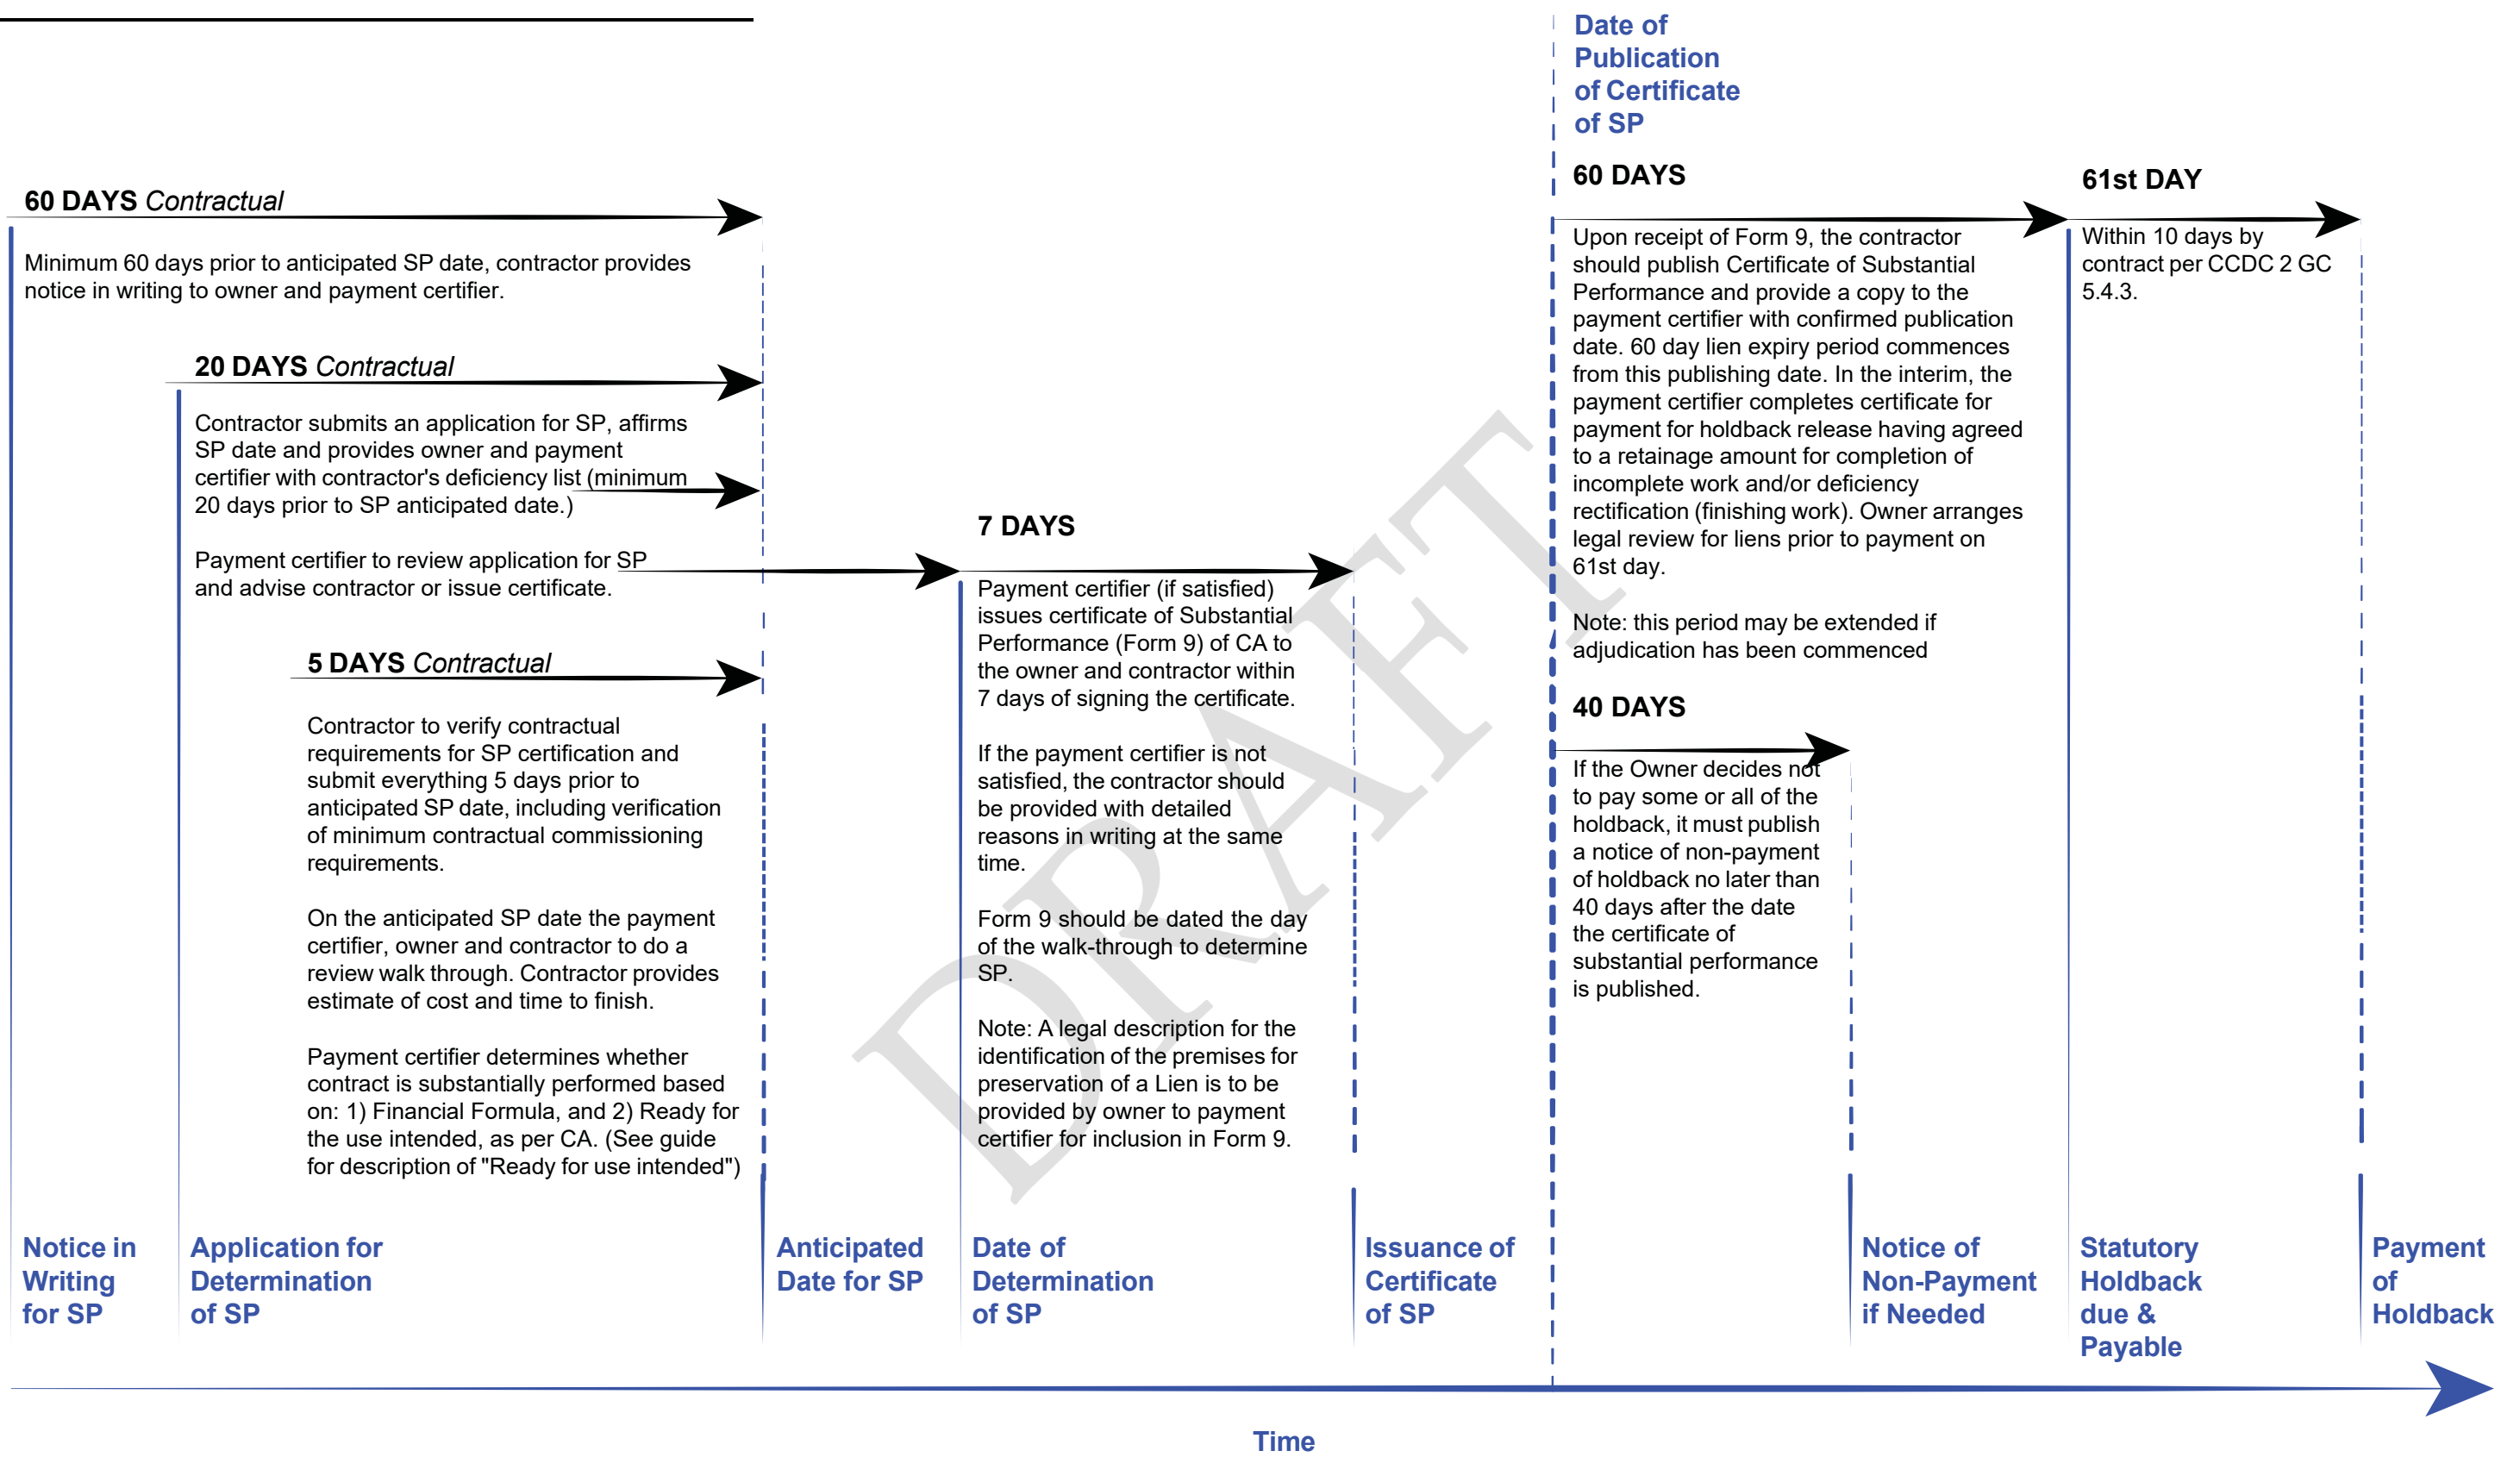 60 DAYS Contractual
Minimum 60 days prior to anticipated SP date, contractor provides
notice in writing to owner and payment certifier.
20 DAYS Contractual
Contractor submits an application for SP, affirms
SP date and provides owner and payment
certifier with contractor's deficiency list (minimum
20 days prior to SP anticipated date.)
Payment certifier to review application for SP
and advise contractor or issue certificate.
5 DAYS Contractual
Contractor to verify contractual
requirements for SP certification and
submit everything 5 days prior to
anticipated SP date, including verification
of minimum contractual commissioning
requirements.
On the anticipated SP date the payment
certifier, owner and contractor to do a
review walk through. Contractor provides
estimate of cost and time to finish.
Payment certifier determines whether
contract is substantially performed based
on: 1) Financial Formula, and 2) Ready for
the use intended, as per CA. (See guide
for description of "Ready for use intended")
7 DAYS
Payment certifier (if satisfied)
issues certificate of Substantial
Performance (Form 9) of CA to
the owner and contractor within
7 days of signing the certificate.
If the payment certifier is not
satisfied, the contractor should
be provided with detailed
reasons in writing at the same
time.
Form 9 should be dated the day
of the walk-through to determine
SP.
Note: A legal description for the
identification of the premises for
preservation of a Lien is to be
provided by owner to payment
certifier for inclusion in Form 9.
Date of
Publication
of Certificate
of SP
60 DAYS
Upon receipt of Form 9, the contractor
should publish Certificate of Substantial
Performance and provide a copy to the
payment certifier with confirmed publication
date. 60 day lien expiry period commences
from this publishing date. In the interim, the
payment certifier completes certificate for
payment for holdback release having agreed
to a retainage amount for completion of
incomplete work and/or deficiency
rectification (finishing work). Owner arranges
legal review for liens prior to payment on
61st day.
Note: this period may be extended if
adjudication has been commenced
40 DAYS
If the Owner decides not
to pay some or all of the
holdback, it must publish
a notice of non-payment
of holdback no later than
40 days after the date
the certificate of
substantial performance
is published.
61st DAY
Within 10 days by
contract per CCDC 2 GC
5.4.3.
DRAFT
Notice in
Writing
for SP
Application for
Determination
of SP
Anticipated
Date for SP
Date of
Determination
of SP
Issuance of
Certificate
of SP
Notice of
Non-Payment
if Needed
Statutory
Holdback
due &
Payable
Payment
of
Holdback
Time